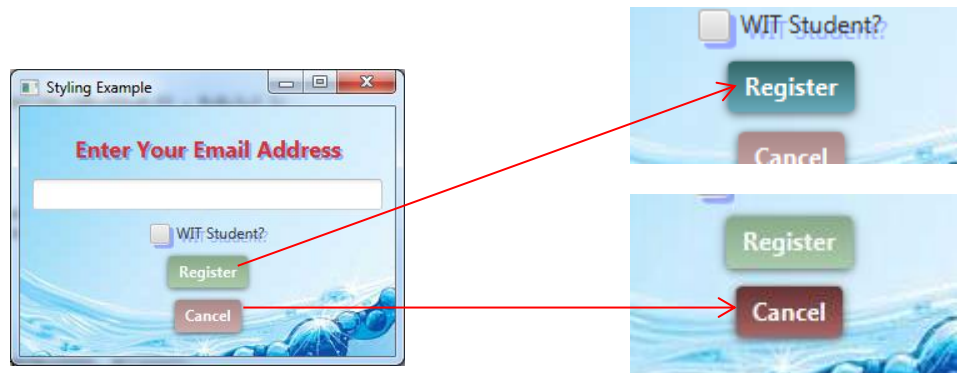 Styling Example
Enter Your Email Address
WIT Student?
Register
Cancel
WIT Student?
Register
Cancel
Register
Cancel